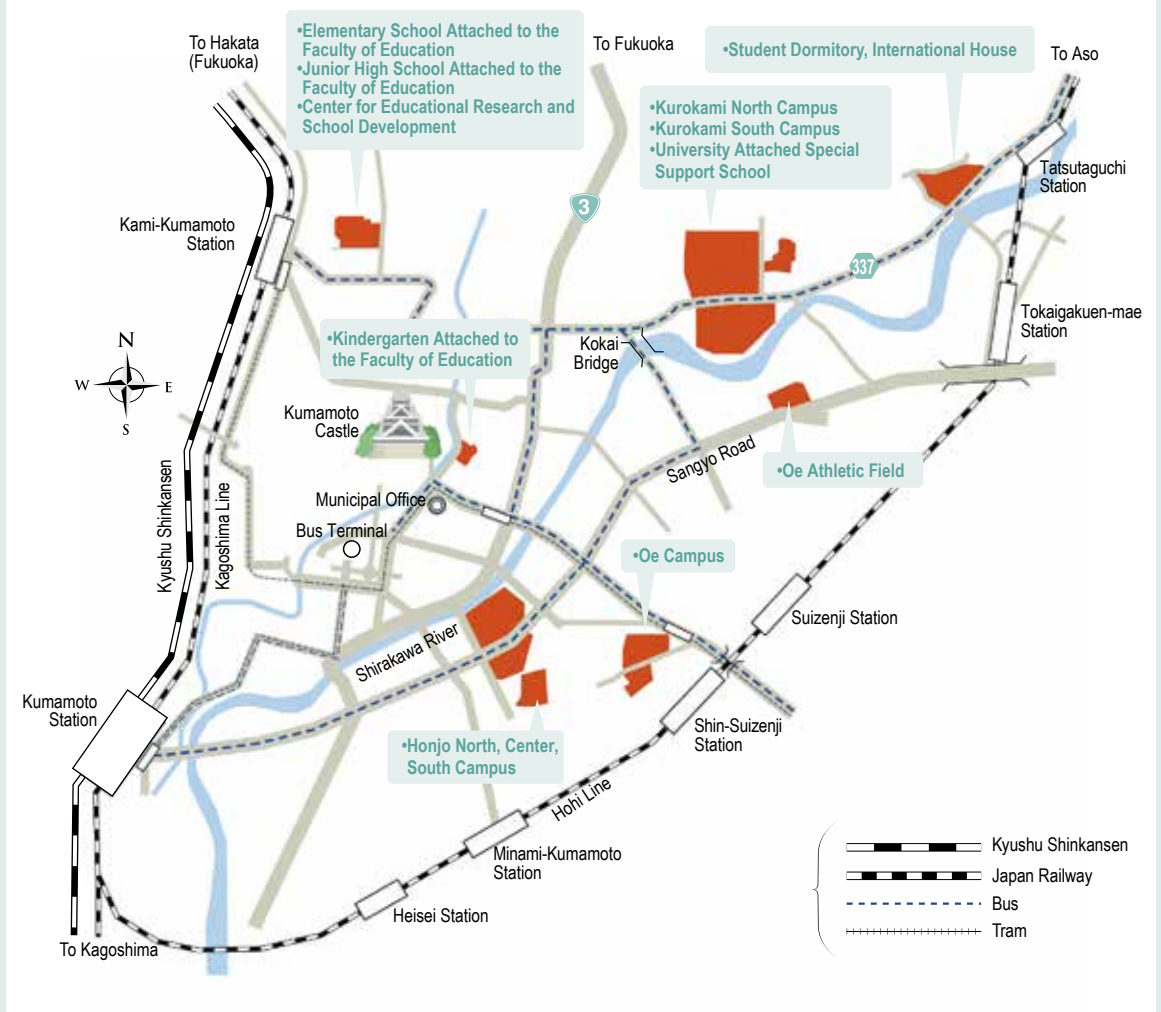 To Hakata
(Fukuoka)
•Elementary School Attached to the
Faculty of Education
•Junior High School Attached to the
Faculty of Education
•Center for Educational Research and
School Development
To Fukuoka
•Student Dormitory, International House
To Aso
•Kurokami North Campus
•Kurokami South Campus
•University Attached Special
Support School
Tatsutaguchi
Station
3
Kami-Kumamoto
Station
337
Tokaigakuen-mae
Station
•Kindergarten Attached to
the Faculty of Education
Kokai
Bridge
N
W
E
S
Kumamoto
Castle
Sangyo Road
•Oe Athletic Field
Municipal Office
Bus Terminal
Kyushu Shinkansen
Kagoshima Line
•Oe Campus
Suizenji Station
Shirakawa River
Kumamoto
Station
Shin-Suizenji
Station
•Honjo North, Center,
South Campus
Hohi Line
Minami-Kumamoto
Station
Heisei Station
To Kagoshima
Kyushu Shinkansen
Japan Railway
Bus
Tram